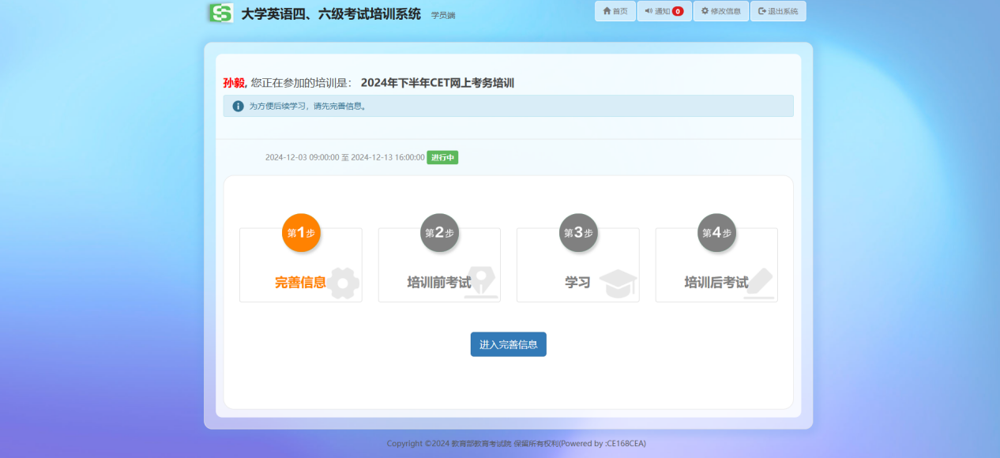 大学英语四、六级考试培训系统 学员端 首页 通知 0 修改信息 退出系统
孙毅, 您正在参加的培训是： 2024年下半年CET网上考务培训
为方便后续学习，请先完善信息。
2024-12-03 09:00:00 至 2024-12-13 16:00:00 进行中
第1步 第2步 第3步 第4步
完善信息 培训前考试 学习 培训后考试
进入完善信息
Copyright ©2024 教育部教育考试院 保留所有权利(Powered by :CE168CEA)